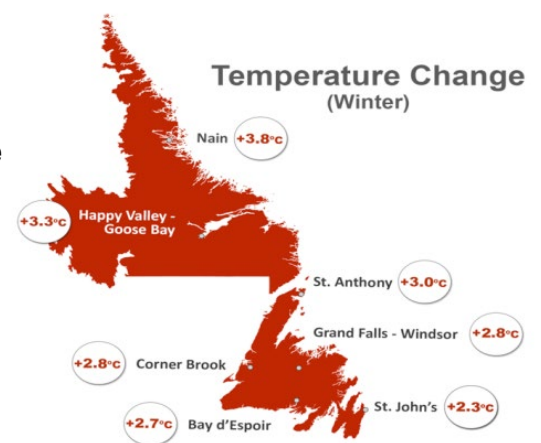 Temperature Change
(Winter)
e
Nain +3.8°C
+3.3°C Happy Valley -
Goose Bay
St. Anthony +3.0°C
Grand Falls - Windsor +2.8°C
+2.8°C Corner Brook
St. John's +2.3°C
+2.7°C Bay d'Espoir